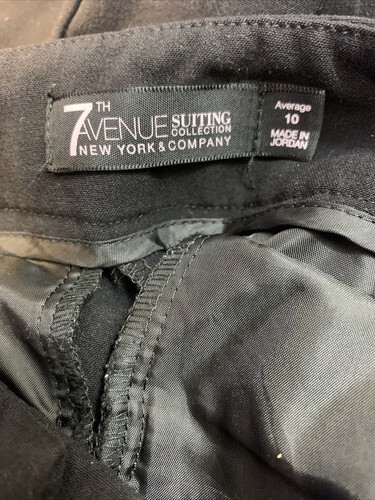 7TH AVENUE SUITING COLLECTION
NEW YORK & COMPANY
Average
10
MADE IN
JORDAN